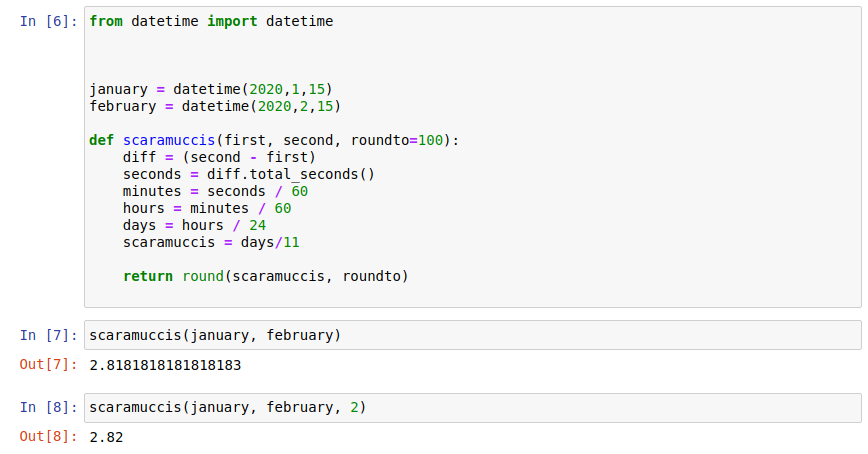 In [6]: from datetime import datetime
january = datetime(2020,1,15)
february = datetime(2020,2,15)
def scaramuccis(first, second, roundto=100):
    diff = (second - first)
    seconds = diff.total_seconds()
    minutes = seconds / 60
    hours = minutes / 60
    days = hours / 24
    scaramuccis = days/11
    return round(scaramuccis, roundto)
In [7]: scaramuccis(january, february)
Out[7]: 2.8181818181818183
In [8]: scaramuccis(january, february, 2)
Out[8]: 2.82